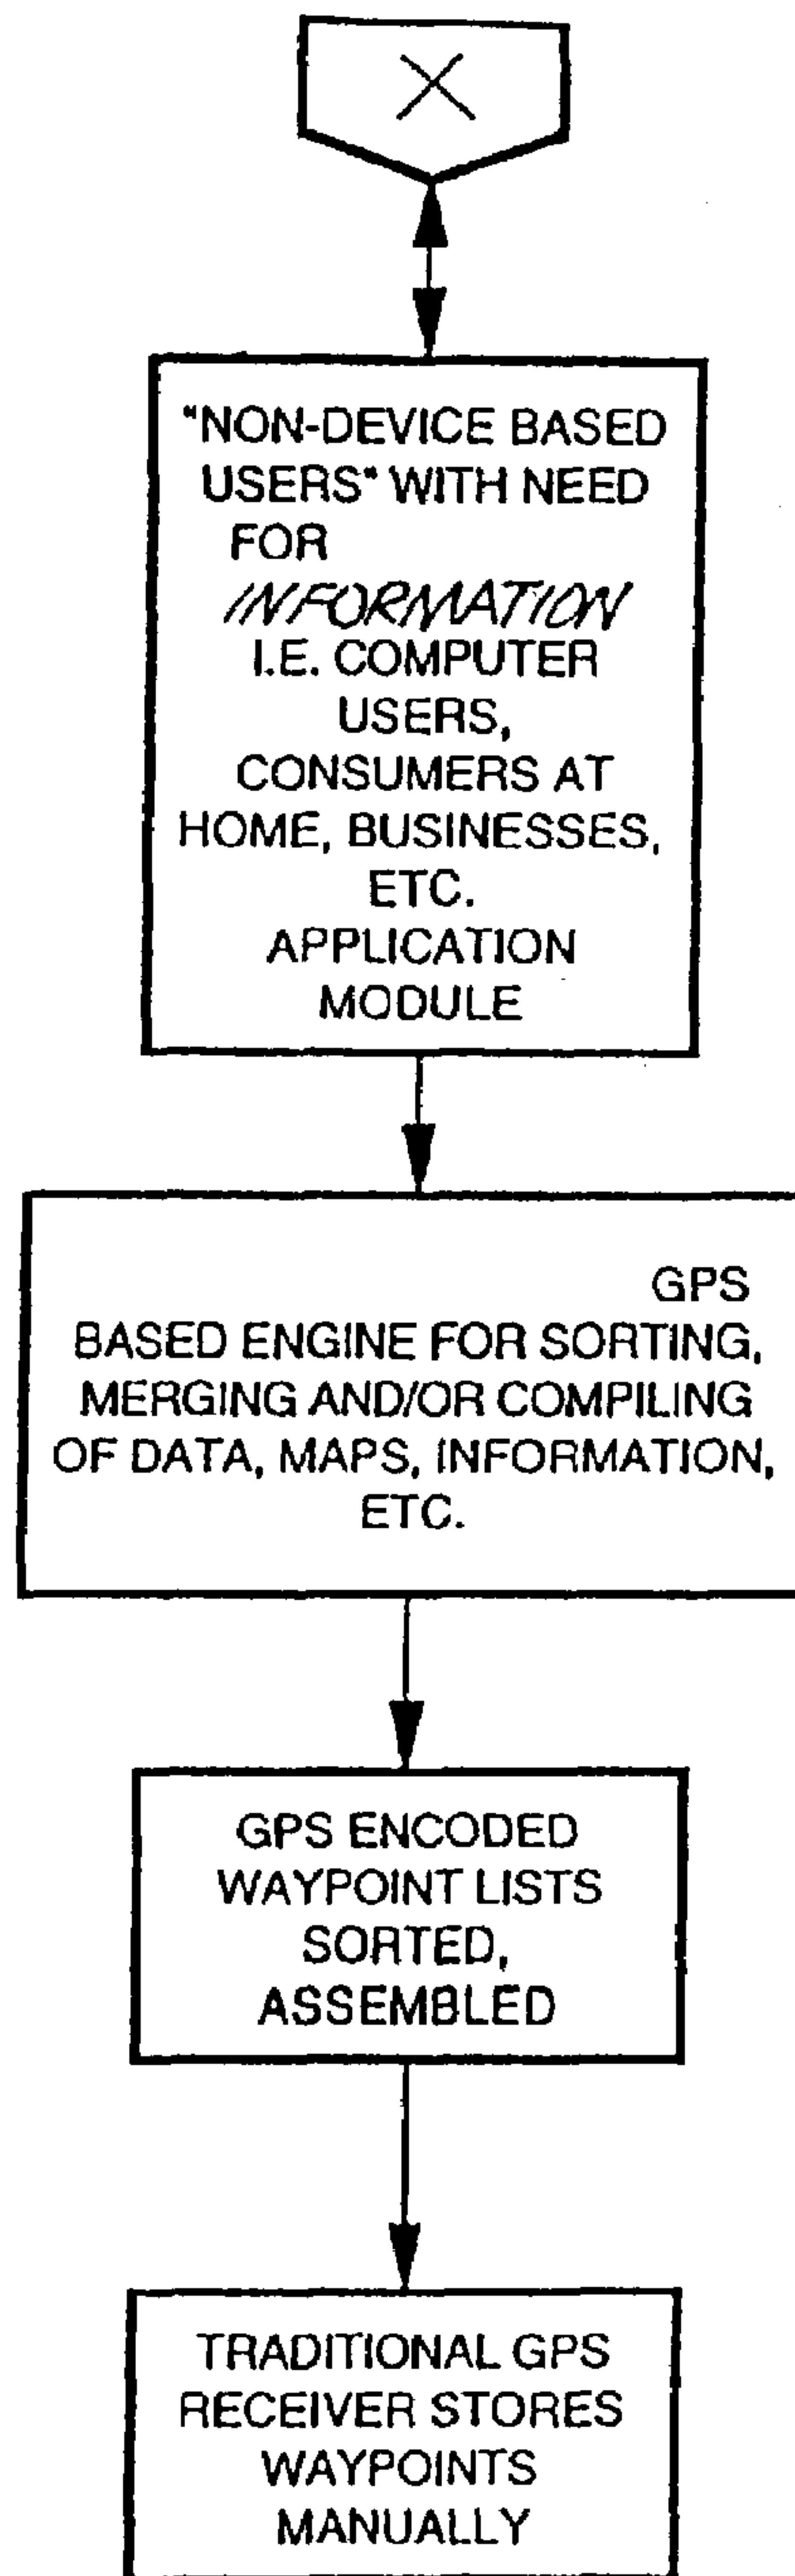 X
"NON-DEVICE BASED
USERS" WITH NEED
FOR
INFORMATION
I.E. COMPUTER
USERS,
CONSUMERS AT
HOME, BUSINESSES,
ETC.
APPLICATION
MODULE
GPS
BASED ENGINE FOR SORTING,
MERGING AND/OR COMPILING
OF DATA, MAPS, INFORMATION,
ETC.
GPS ENCODED
WAYPOINT LISTS
SORTED,
ASSEMBLED
TRADITIONAL GPS
RECEIVER STORES
WAYPOINTS
MANUALLY